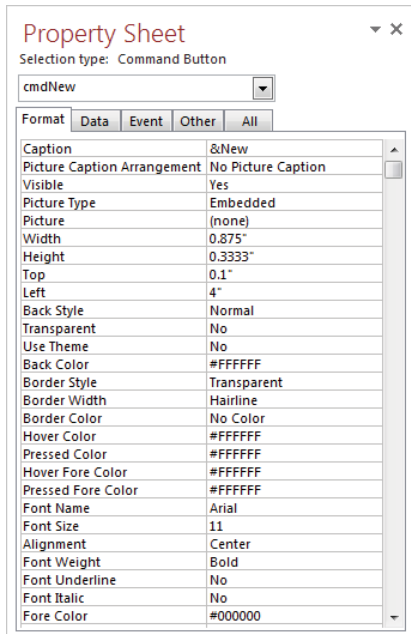 Property Sheet
Selection type: Command Button
cmdNew
Format Data Event Other All
Caption &New
Picture Caption Arrangement No Picture Caption
Visible Yes
Picture Type Embedded
Picture (none)
Width 0.875"
Height 0.3333"
Top 0.1"
Left 4"
Back Style Normal
Transparent No
Use Theme No
Back Color #FFFFFF
Border Style Transparent
Border Width Hairline
Border Color No Color
Hover Color #FFFFFF
Pressed Color #FFFFFF
Hover Fore Color #FFFFFF
Pressed Fore Color #FFFFFF
Font Name Arial
Font Size 11
Alignment Center
Font Weight Bold
Font Underline No
Font Italic No
Fore Color #000000